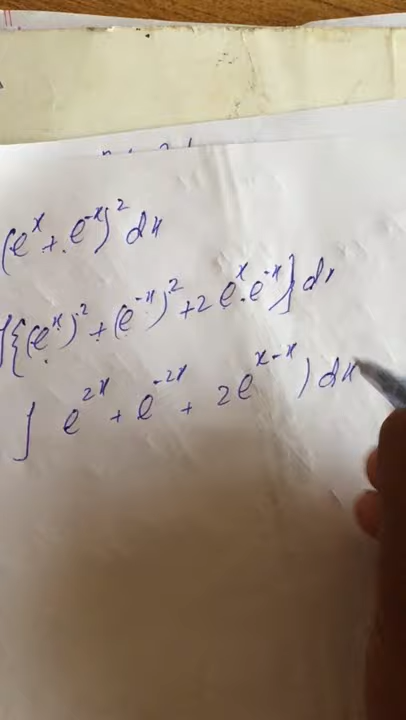 (e^x + e^-x)^2 dx
∫{(e^x)^2 + (e^-x)^2 + 2 e^x . e^-x} dx
∫ e^2x + e^-2x + 2e^x-x ) dx